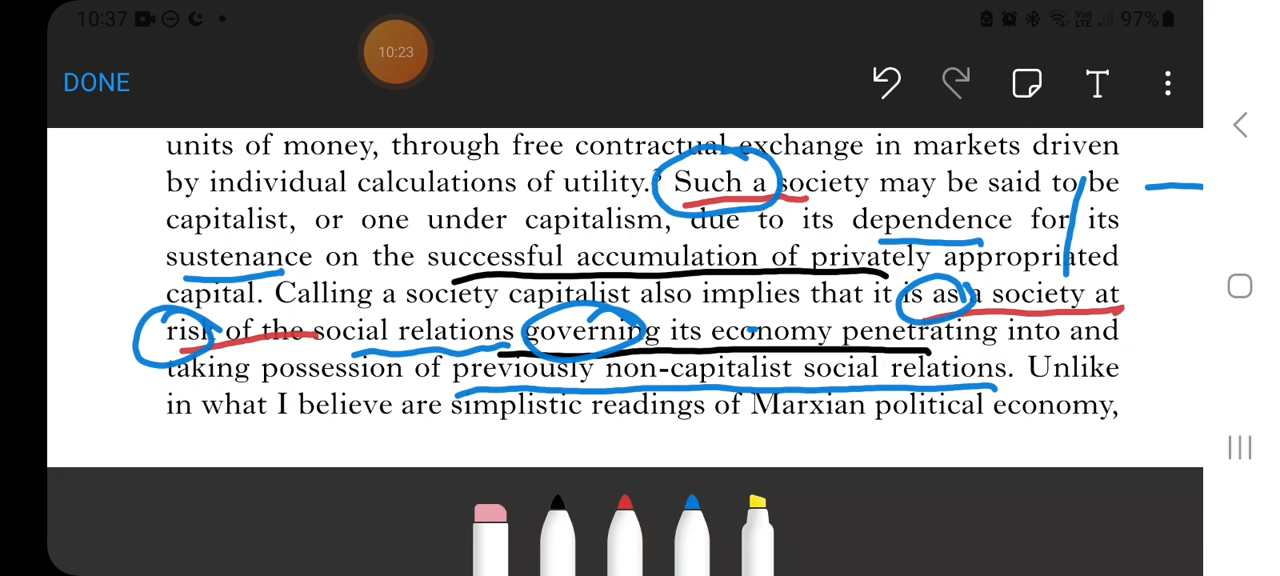 10:37 97%
10:23
DONE T
units of money, through free contractual exchange in markets driven
by individual calculations of utility. Such a society may be said to be
capitalist, or one under capitalism, due to its dependence for its
sustenance on the successful accumulation of privately appropriated
capital. Calling a society capitalist also implies that it is as a society at
risk of the social relations governing its economy penetrating into and
taking possession of previously non-capitalist social relations. Unlike
in what I believe are simplistic readings of Marxian political economy,